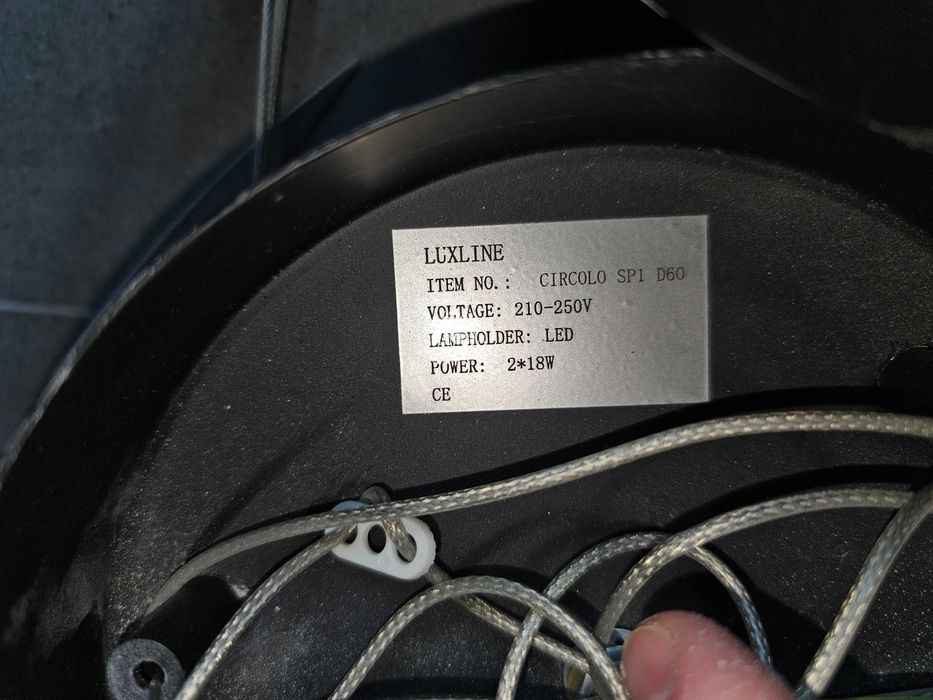 LUXLINE
ITEM NO.: CIRCOLO SP1 D60
VOLTAGE: 210-250V
LAMPHOLDER: LED
POWER: 2*18W
CE